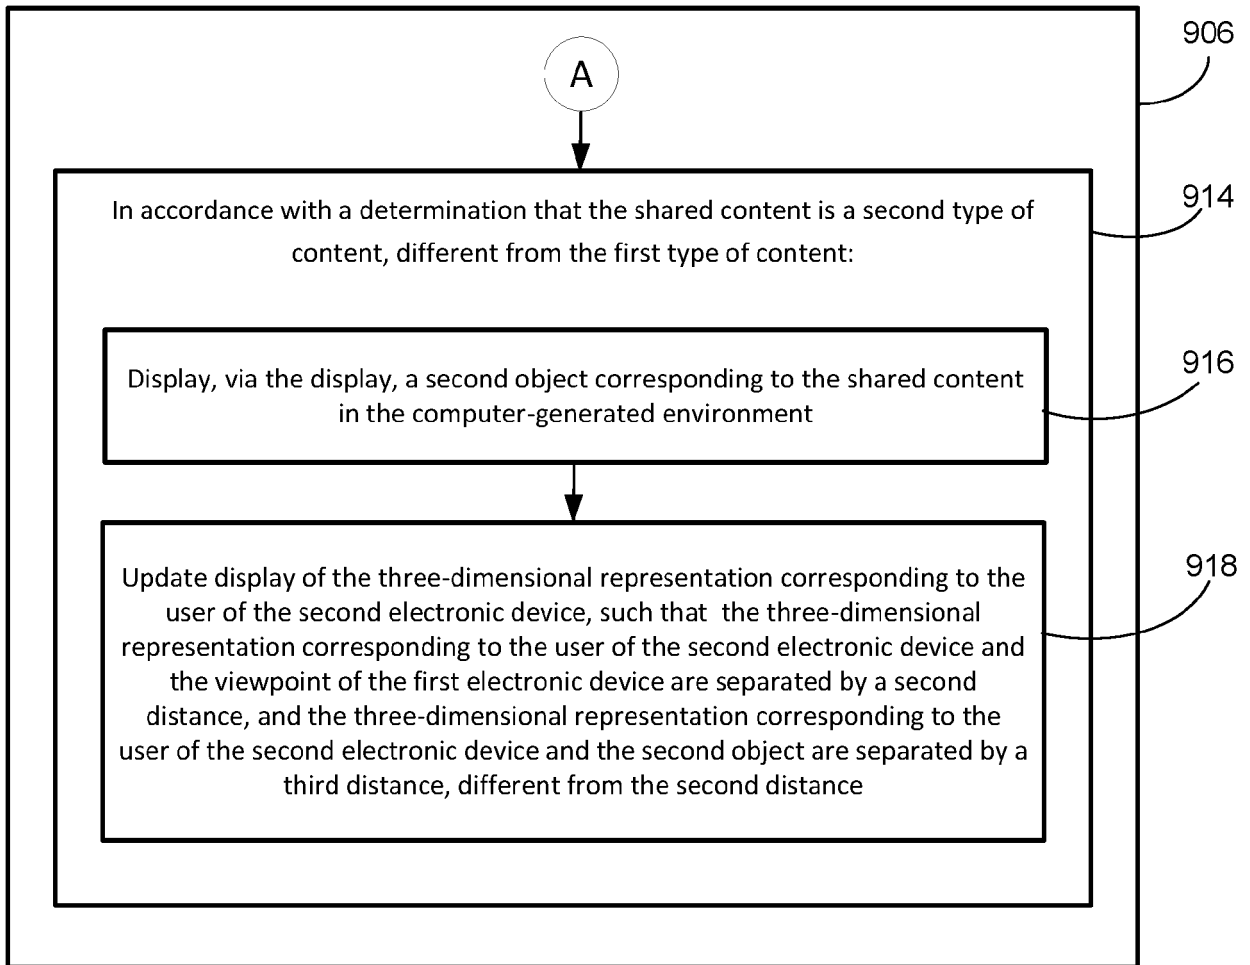 906
A
914
In accordance with a determination that the shared content is a second type of
content, different from the first type of content:
916
Display, via the display, a second object corresponding to the shared content
in the computer-generated environment
918
Update display of the three-dimensional representation corresponding to the
user of the second electronic device, such that the three-dimensional
representation corresponding to the user of the second electronic device and
the viewpoint of the first electronic device are separated by a second
distance, and the three-dimensional representation corresponding to the
user of the second electronic device and the second object are separated by a
third distance, different from the second distance